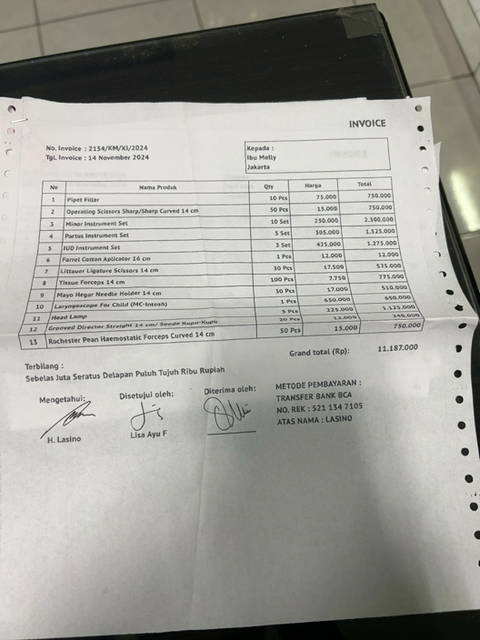 INVOICE
No. Invoice : 2154/KM/XI/2024
Tgl. Invoice : 14 November 2024
Kepada :
Ibu Melly
Jakarta
No Nama Produk Qty Harga Total
1 Pipet Filler 10 Pcs 75.000 750.000
2 Operating Scissors Sharp/Sharp Curved 14 cm 50 Pcs 15.000 750.000
3 Minor Instrument Set 10 Set 230.000 2.300.000
4 Partus Instrument Set 5 Set 305.000 1.525.000
5 IUD Instrument Set 3 Set 425.000 1.275.000
6 Farrel Cotton Aplicator 16 cm 1 Pcs 12.000 12.000
7 Littauer Ligature Scissors 14 cm 30 Pcs 17.500 525.000
8 Tissue Forceps 14 cm 100 Pcs 7.750 775.000
9 Mayo Hegar Needle Holder 14 cm 30 Pcs 17.000 510.000
10 Laryngoscope For Child (MC-Intosh) 1 Pcs 650.000 650.000
11 Head Lamp 5 Pcs 225.000 1.125.000
12 Grooved Director Straight 14 cm/ Sonde Kupu-Kupu 20 Pcs 12.000 240.000
13 Rochester Pean Haemostatic Forceps Curved 14 cm 50 Pcs 15.000 750.000
Grand total (Rp): 11.187.000
Terbilang :
Sebelas Juta Seratus Delapan Puluh Tujuh Ribu Rupiah
Mengetahui: Disetujui oleh: Diterima oleh:
H. Lasino Lisa Ayu F
METODE PEMBAYARAN :
TRANSFER BANK BCA
NO. REK : 521 134 7105
ATAS NAMA : LASINO